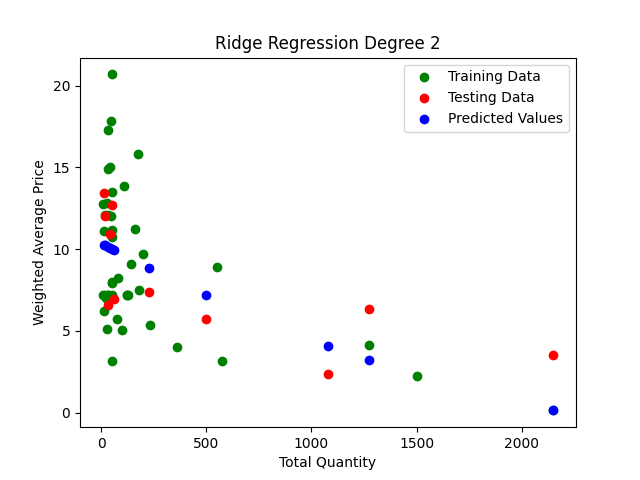 Ridge Regression Degree 2
Training Data
Testing Data
Predicted Values
Weighted Average Price
20
15
10
5
0
0
500
1000
1500
2000
Total Quantity